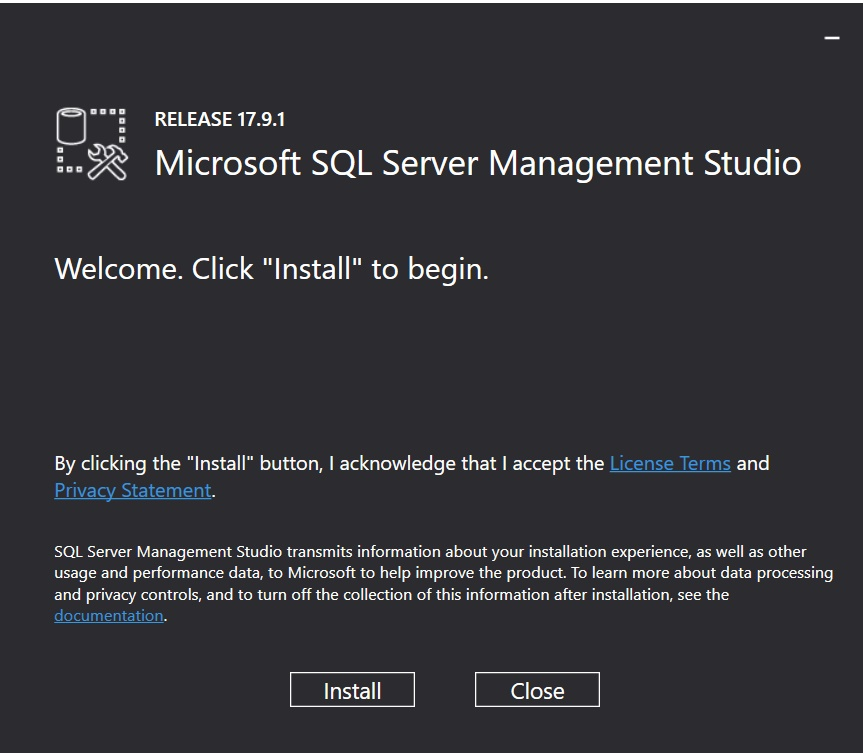 RELEASE 17.9.1
Microsoft SQL Server Management Studio
Welcome. Click "Install" to begin.
By clicking the "Install" button, I acknowledge that I accept the License Terms and
Privacy Statement.
SQL Server Management Studio transmits information about your installation experience, as well as other
usage and performance data, to Microsoft to help improve the product. To learn more about data processing
and privacy controls, and to turn off the collection of this information after installation, see the
documentation.
Install
Close